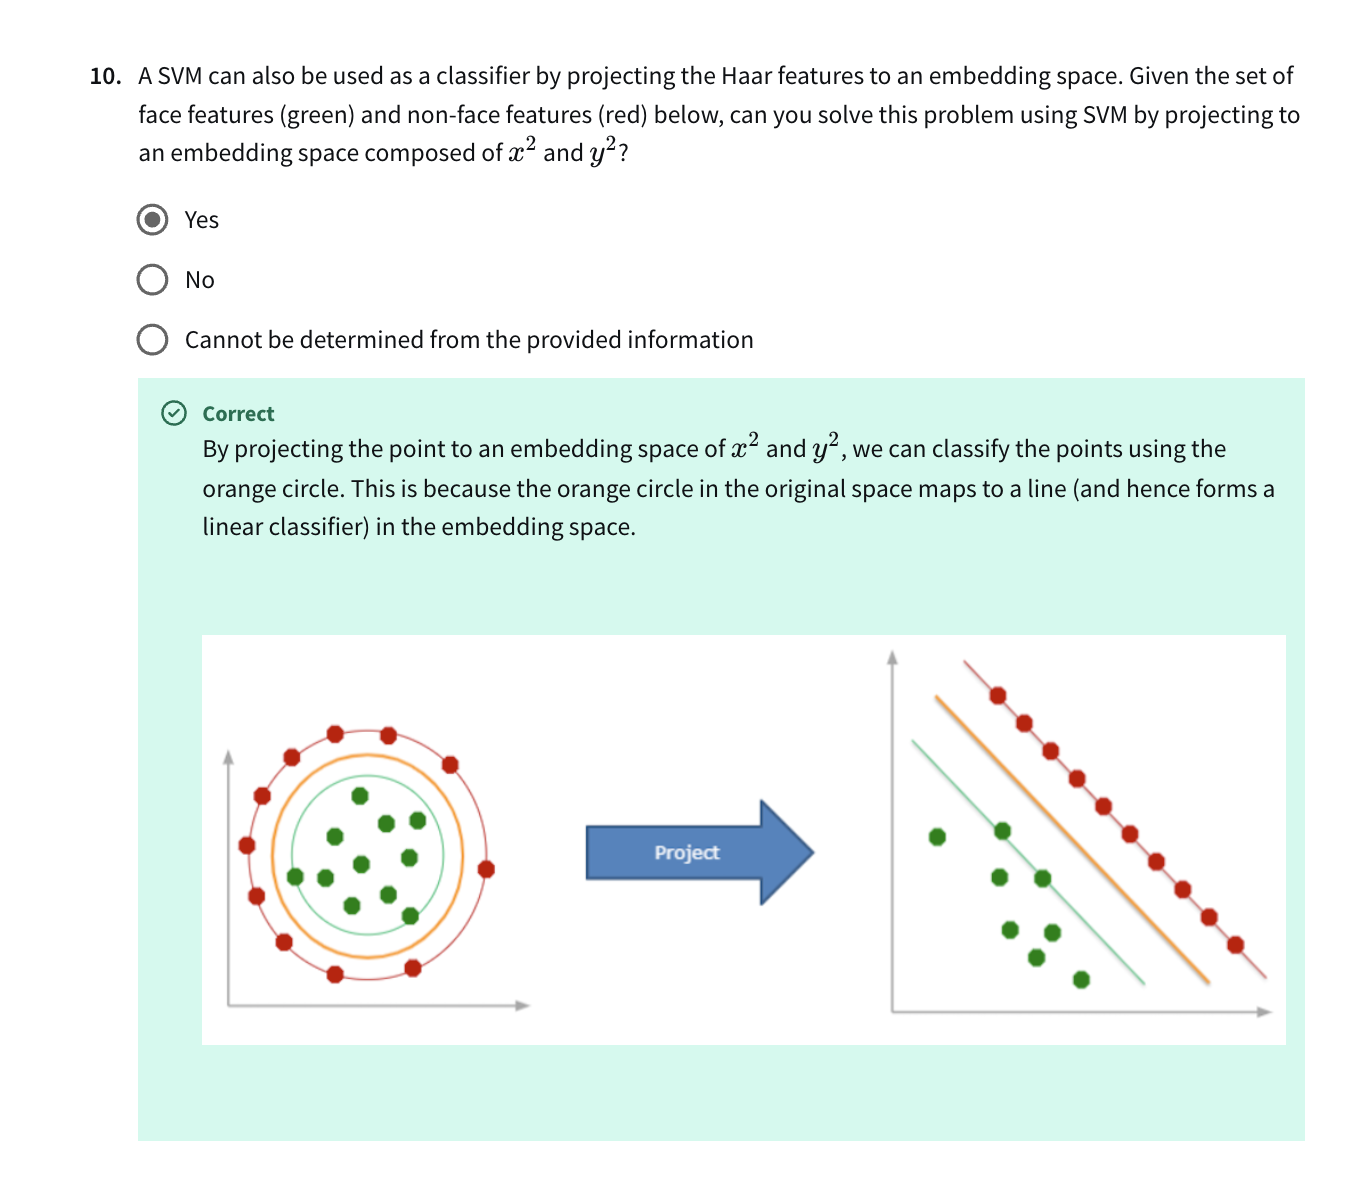 10. A SVM can also be used as a classifier by projecting the Haar features to an embedding space. Given the set of
face features (green) and non-face features (red) below, can you solve this problem using SVM by projecting to
an embedding space composed of x² and y²?
Yes
No
Cannot be determined from the provided information
Correct
By projecting the point to an embedding space of x² and y², we can classify the points using the
orange circle. This is because the orange circle in the original space maps to a line (and hence forms a
linear classifier) in the embedding space.
Project